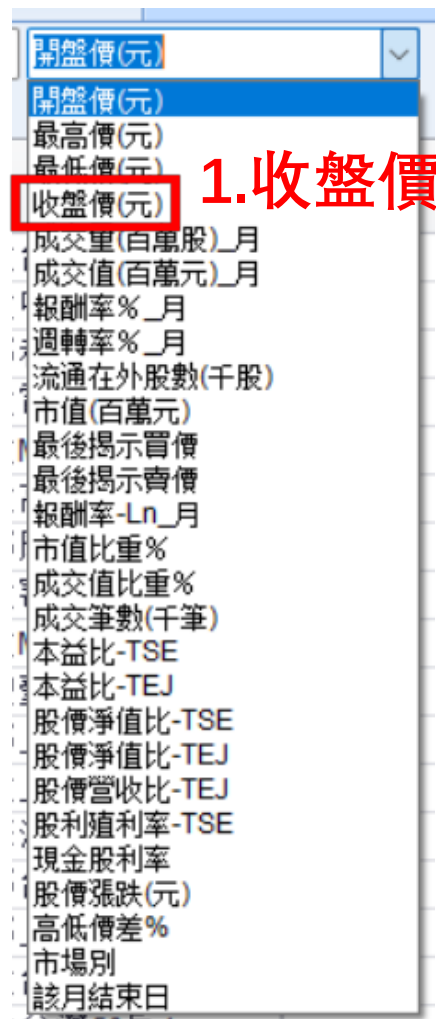 開盤價(元)
開盤價(元)
最高價(元)
最低價(元)
收盤價(元)
1.收盤價
成交量(百萬股)_月
成交值(百萬元)_月
報酬率%_月
週轉率%_月
流通在外股數(千股)
市值(百萬元)
最後揭示買價
最後揭示賣價
報酬率-Ln_月
市值比重%
成交值比重%
成交筆數(千筆)
本益比-TSE
本益比-TEJ
股價淨值比-TSE
股價淨值比-TEJ
股價營收比-TEJ
股利殖利率-TSE
現金股利率
股價漲跌(元)
高低價差%
市場別
該月結束日